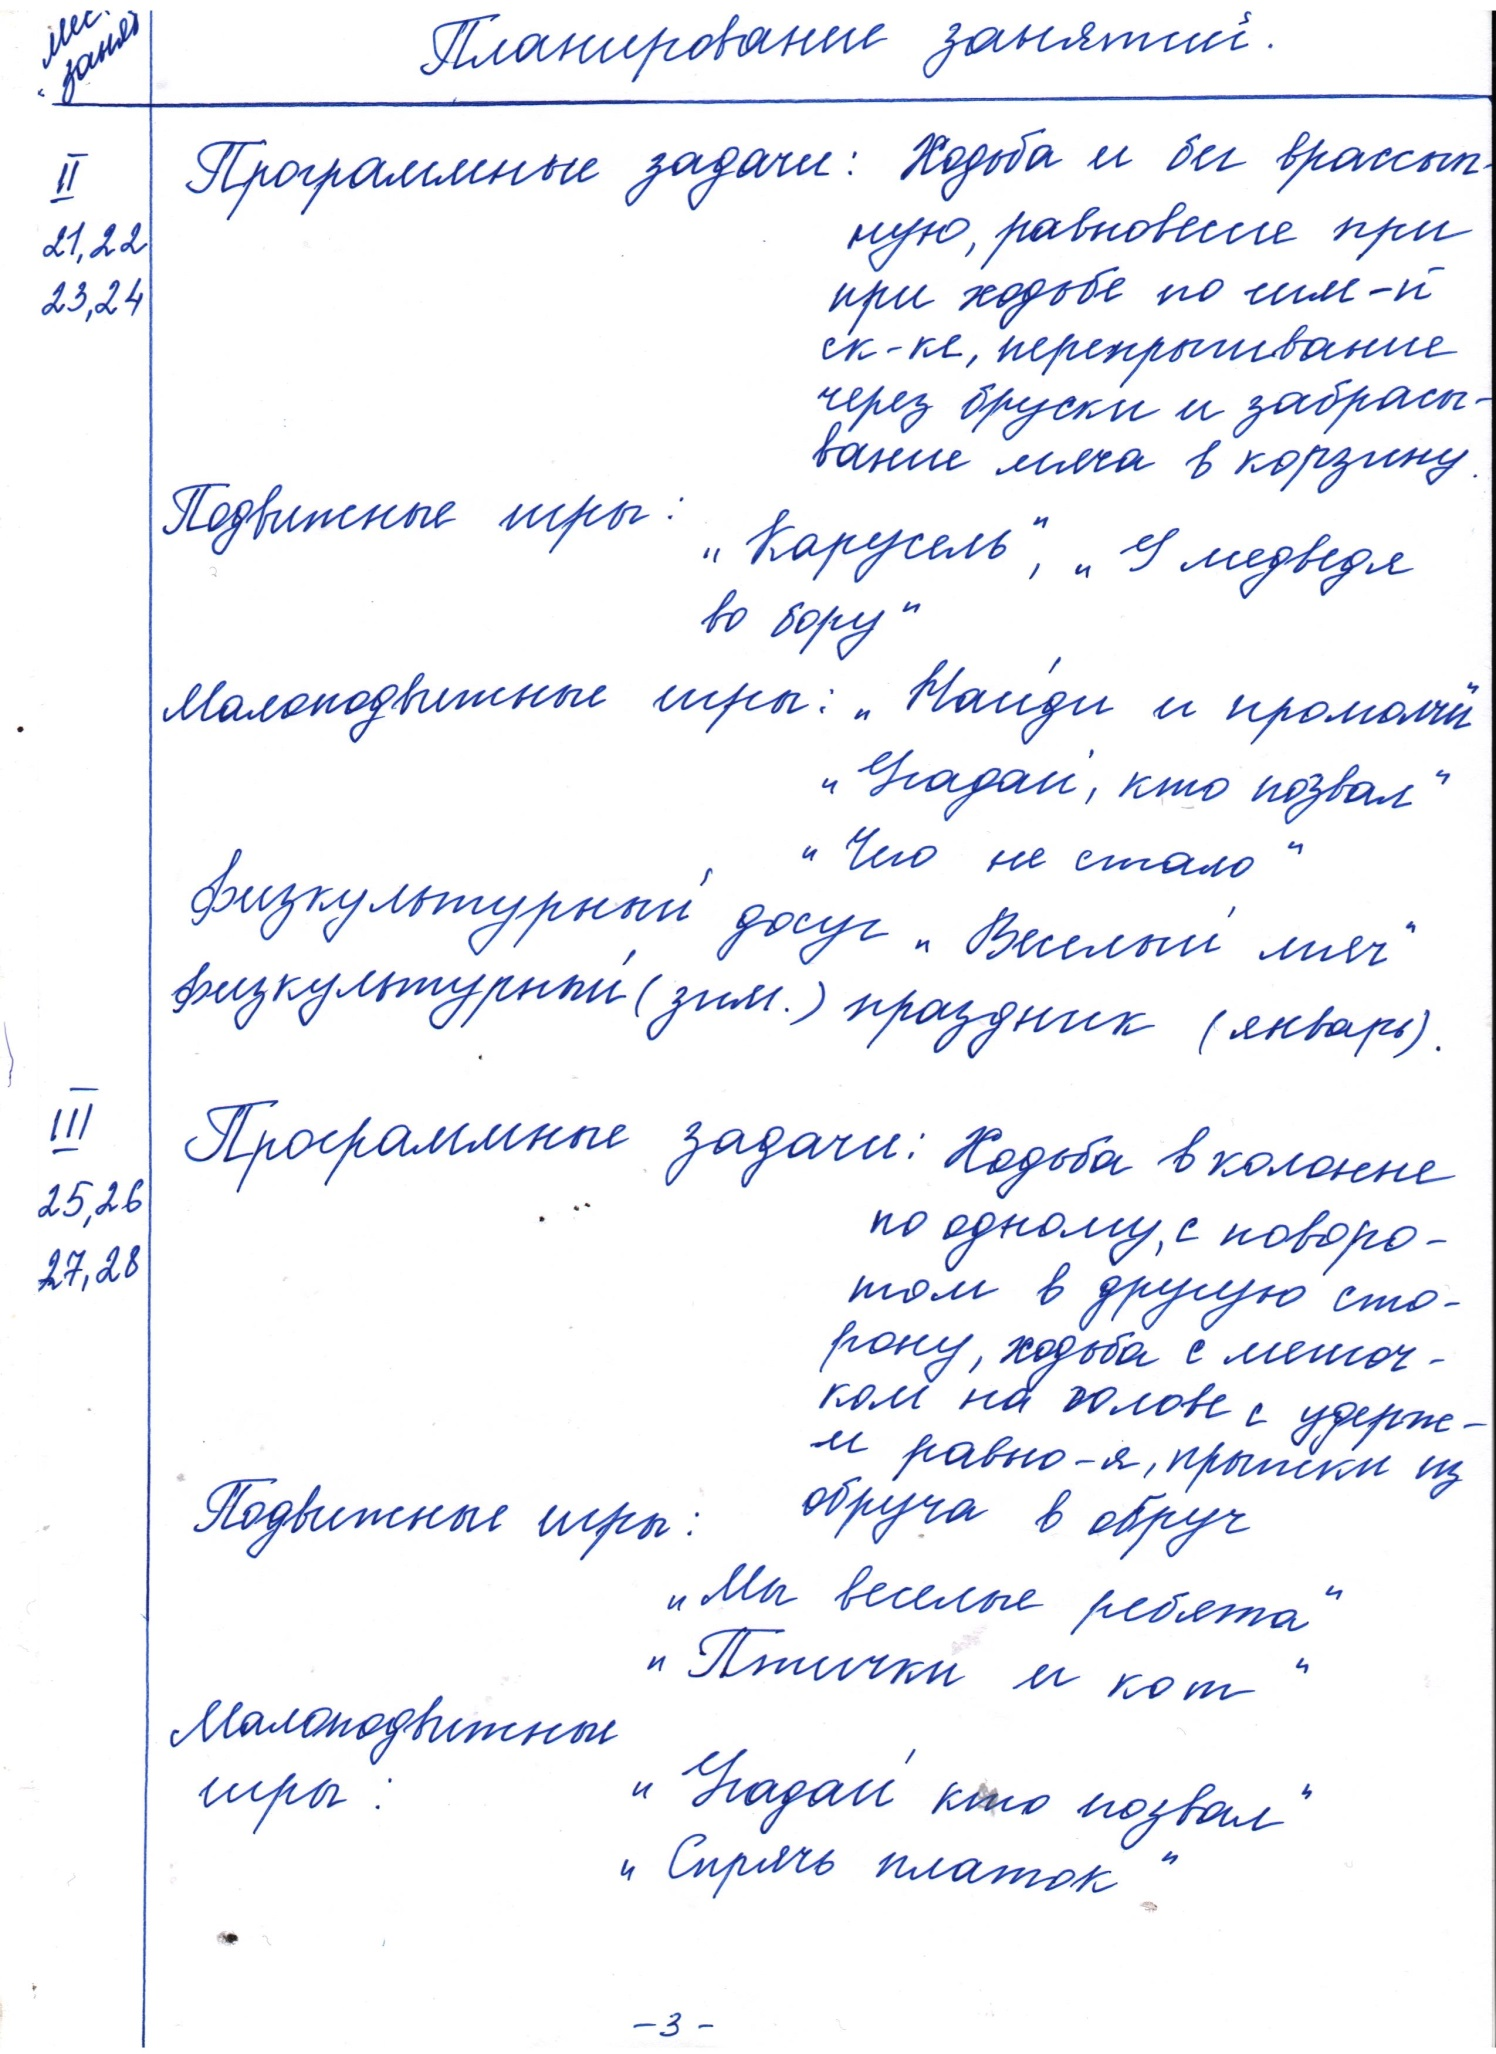 мес.
занят
Планирование занятий.
II
21,22
23,24
Программные задачи: Ходьба и бег врассып-
ную, равновесие при
при ходьбе по гим-й
ск-ке, перепрыгивание
через бруски и забрасы-
вание мяча в корзину.
Подвижные игры:
„Карусель", „У медведя
во бору"
Малоподвижные игры: „Найди и промолчи"
„Угадай, кто позвал"
„Чего не стало"
Физкультурный досуг „Веселый мяч"
Физкультурный (зим.) праздник (январь).
III
25,26
27,28
Программные задачи: Ходьба в колонне
по одному, с поворо-
том в другую сто-
рону, ходьба с мешоч-
ком на голове с удерж-
м равно-я, прыжки из
обруча в обруч
Подвижные игры:
„Мы веселые ребята"
„Птички и кот"
Малоподвижные
игры:
„Угадай кто позвал"
„Спрячь платок"
-3-